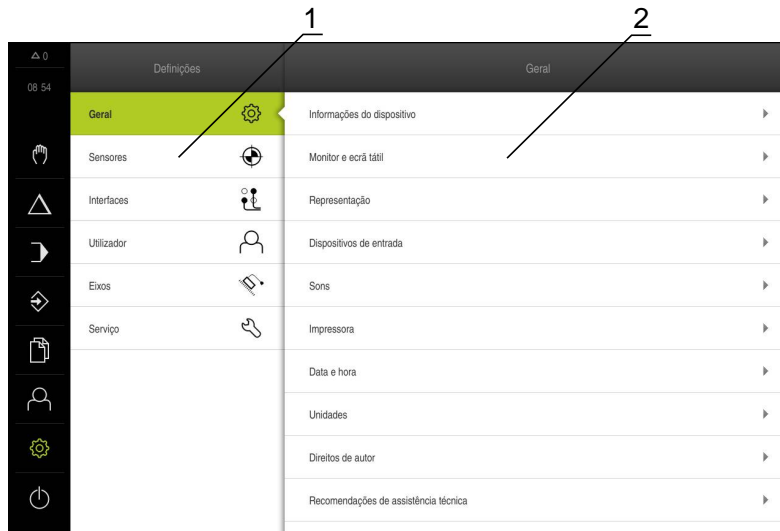 1
2
0
Definições
Geral
08 54
Geral
Sensores
Interfaces
Utilizador
Eixos
Serviço
Informações do dispositivo
Monitor e ecrã tátil
Representação
Dispositivos de entrada
Sons
Impressora
Data e hora
Unidades
Direitos de autor
Recomendações de assistência técnica